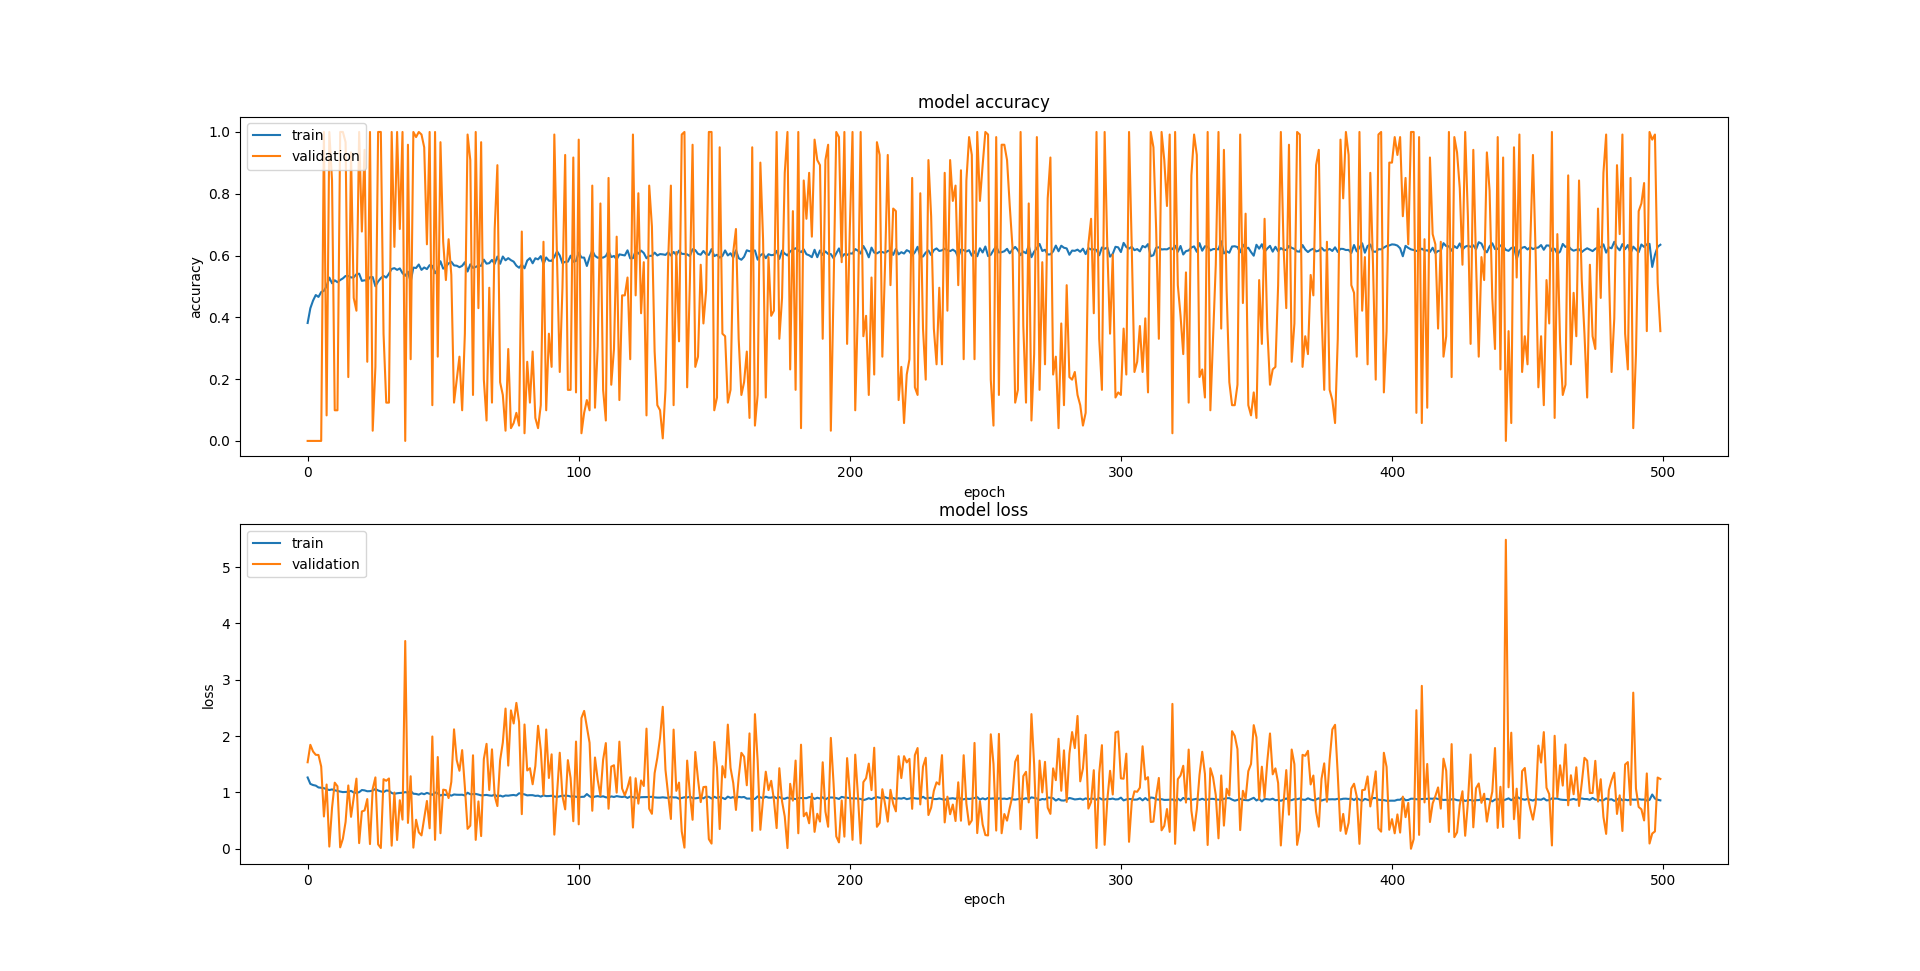 model accuracy
train
validation
1.0
0.8
0.6
0.4
0.2
0.0
accuracy
0 100 200 300 400 500
epoch
model loss
train
validation
5
4
3
2
1
0
loss
0 100 200 300 400 500
epoch